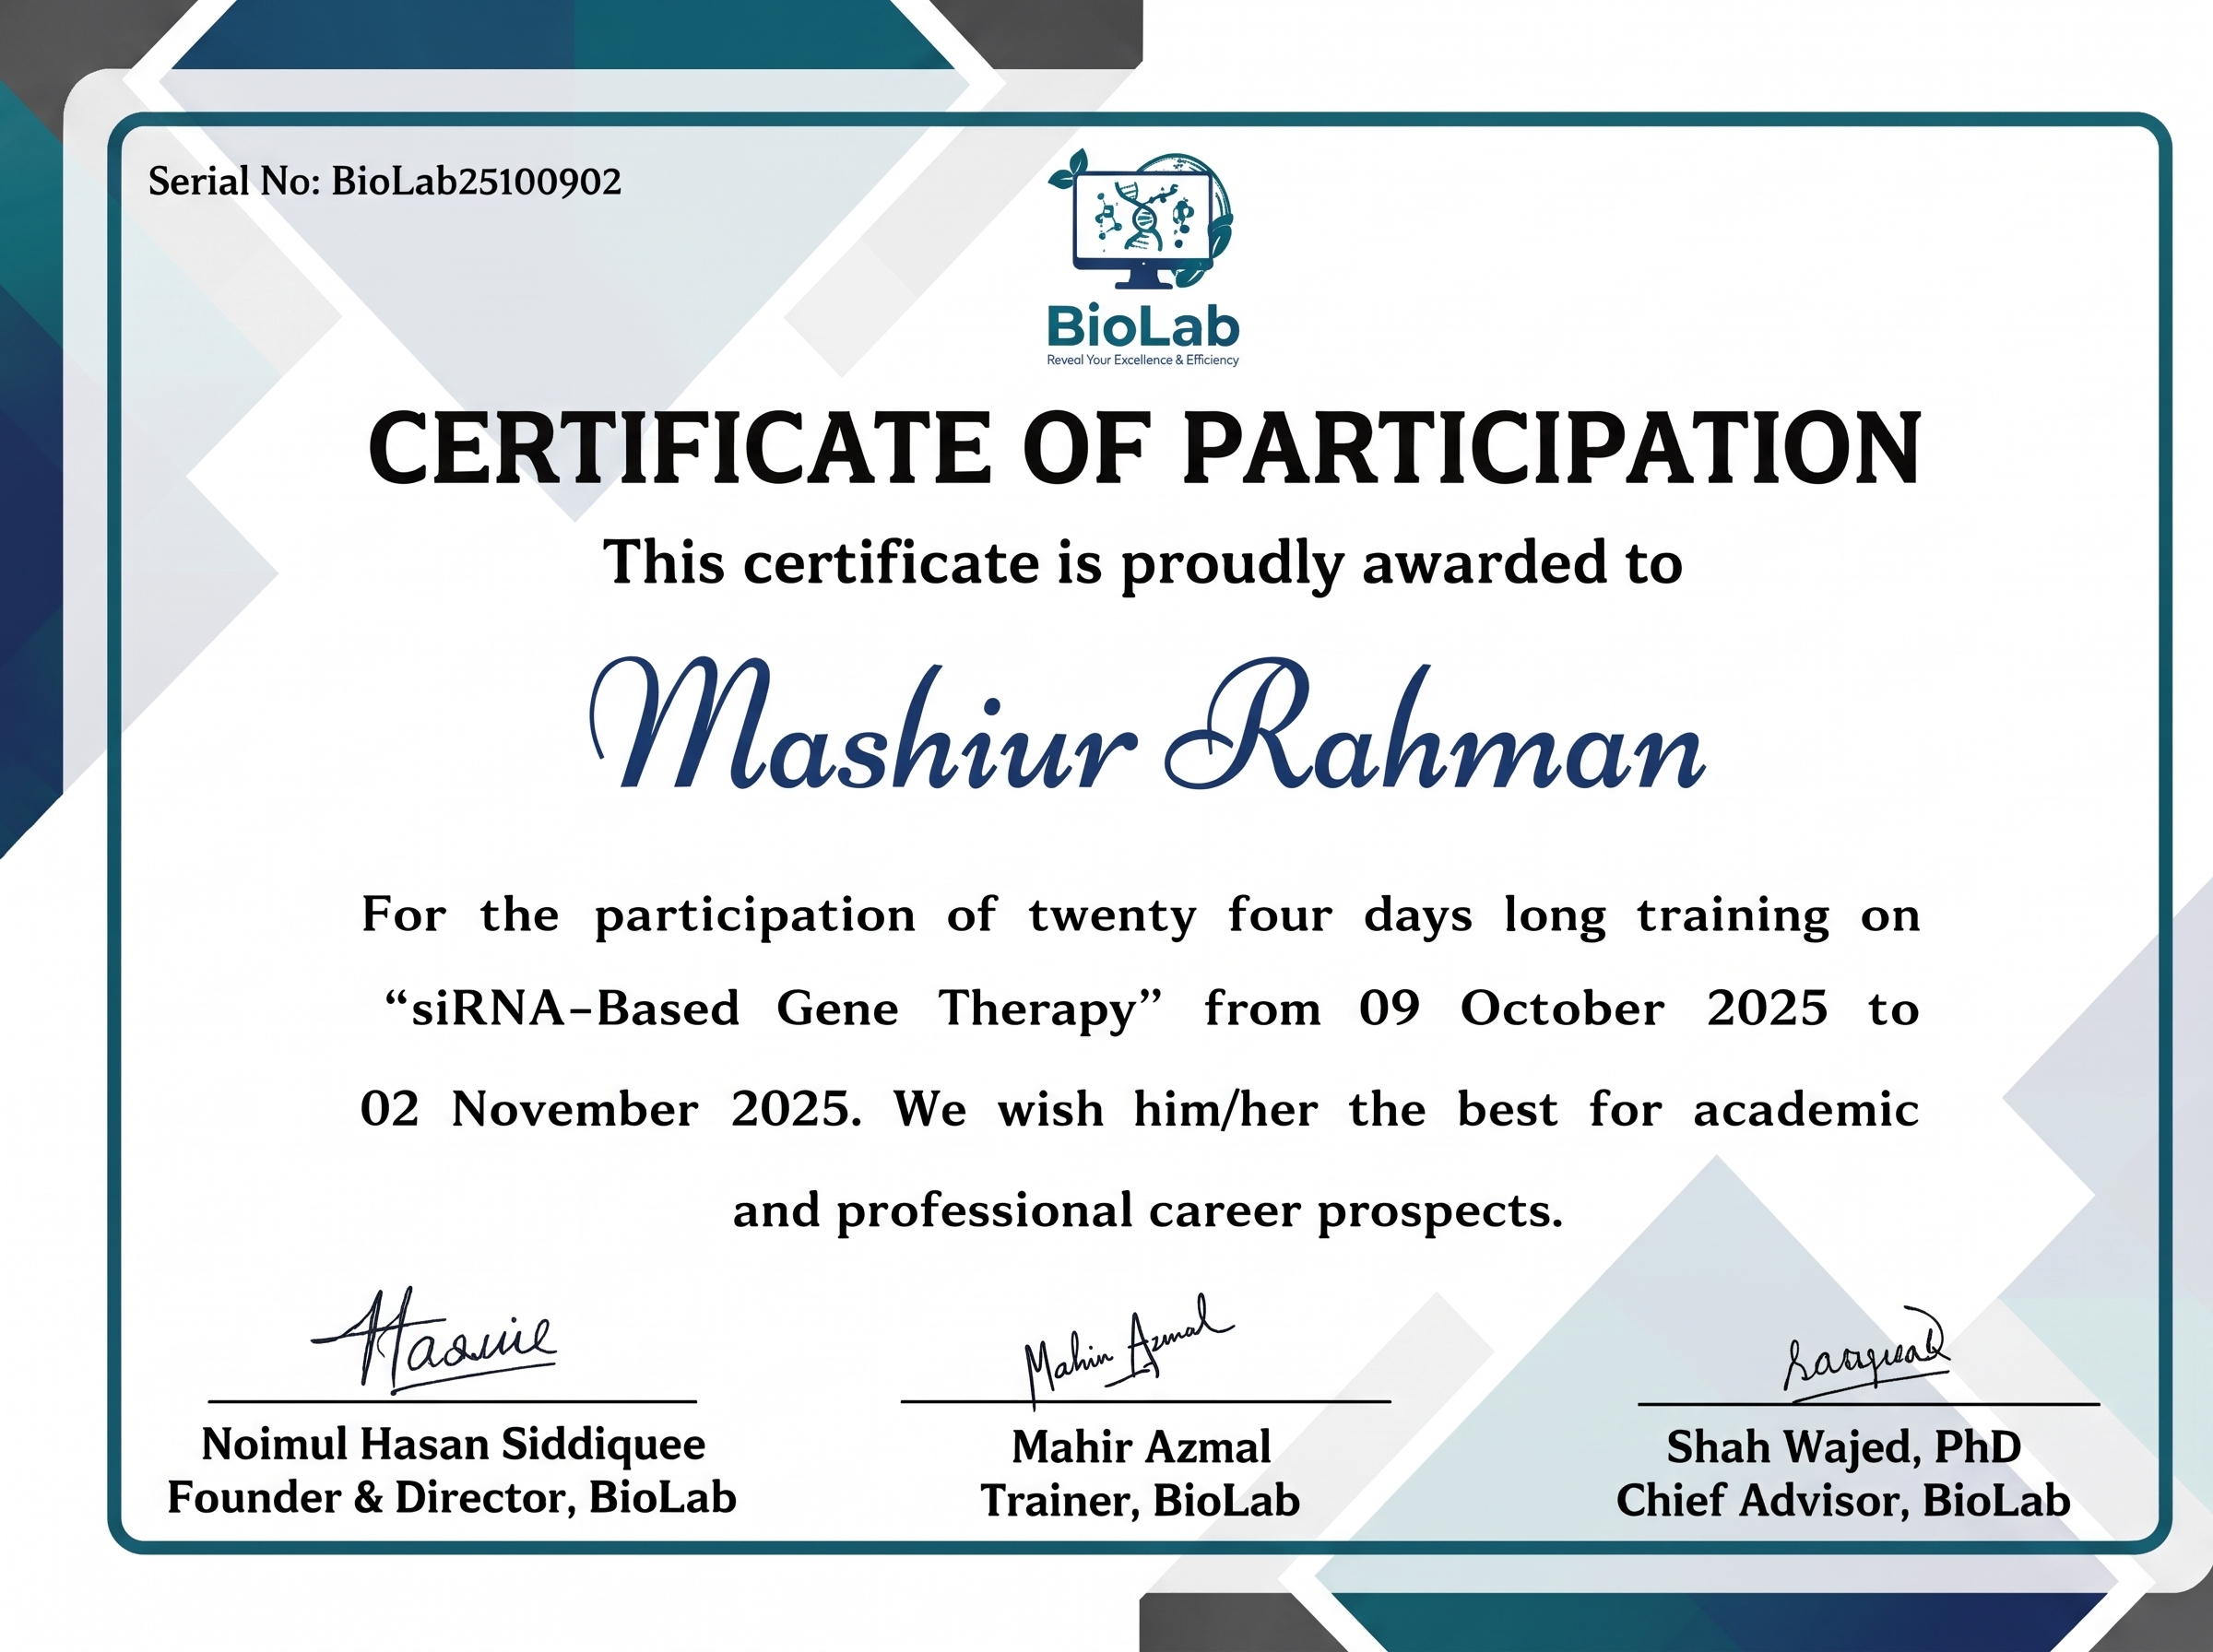 Serial No: BioLab25100902
BioLab
Reveal Your Excellence & Efficiency
CERTIFICATE OF PARTICIPATION
This certificate is proudly awarded to
Mashiur Rahman
For the participation of twenty four days long training on
“siRNA-Based Gene Therapy” from 09 October 2025 to
02 November 2025. We wish him/her the best for academic
and professional career prospects.
Mahir Azmal
Noimul Hasan Siddiquee
Founder & Director, BioLab
Mahir Azmal
Trainer, BioLab
Shah Wajed, PhD
Chief Advisor, BioLab